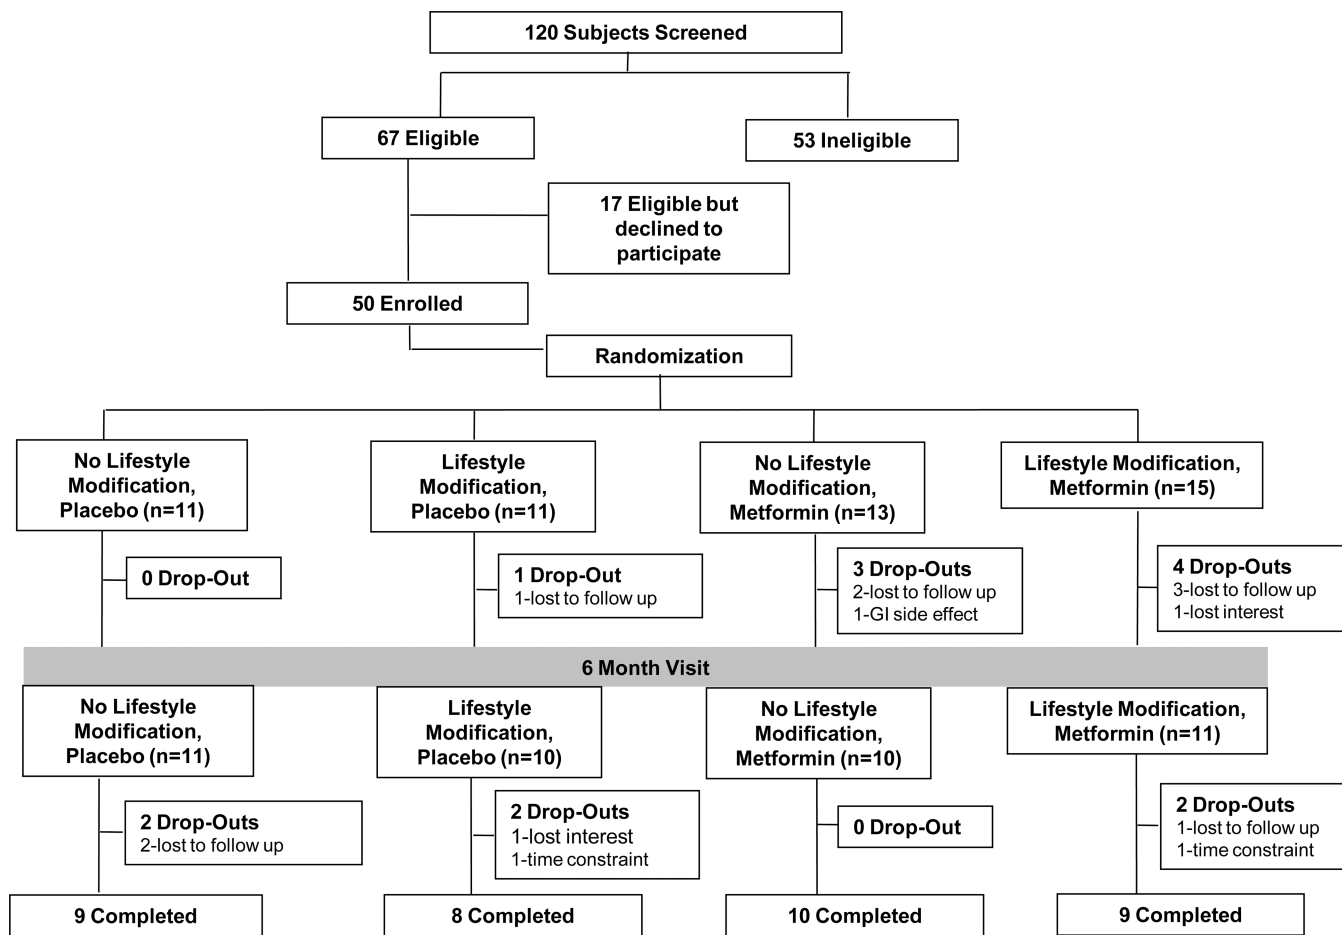 120 Subjects Screened
67 Eligible
53 Ineligible
17 Eligible but
declined to
participate
50 Enrolled
Randomization
No Lifestyle
Modification,
Placebo (n=11)
Lifestyle
Modification,
Placebo (n=11)
No Lifestyle
Modification,
Metformin (n=13)
Lifestyle Modification,
Metformin (n=15)
0 Drop-Out
1 Drop-Out
1-lost to follow up
3 Drop-Outs
2-lost to follow up
1-GI side effect
4 Drop-Outs
3-lost to follow up
1-lost interest
6 Month Visit
No Lifestyle
Modification,
Placebo (n=11)
Lifestyle
Modification,
Placebo (n=10)
No Lifestyle
Modification,
Metformin (n=10)
Lifestyle Modification,
Metformin (n=11)
2 Drop-Outs
2-lost to follow up
2 Drop-Outs
1-lost interest
1-time constraint
0 Drop-Out
2 Drop-Outs
1-lost to follow up
1-time constraint
9 Completed
8 Completed
10 Completed
9 Completed